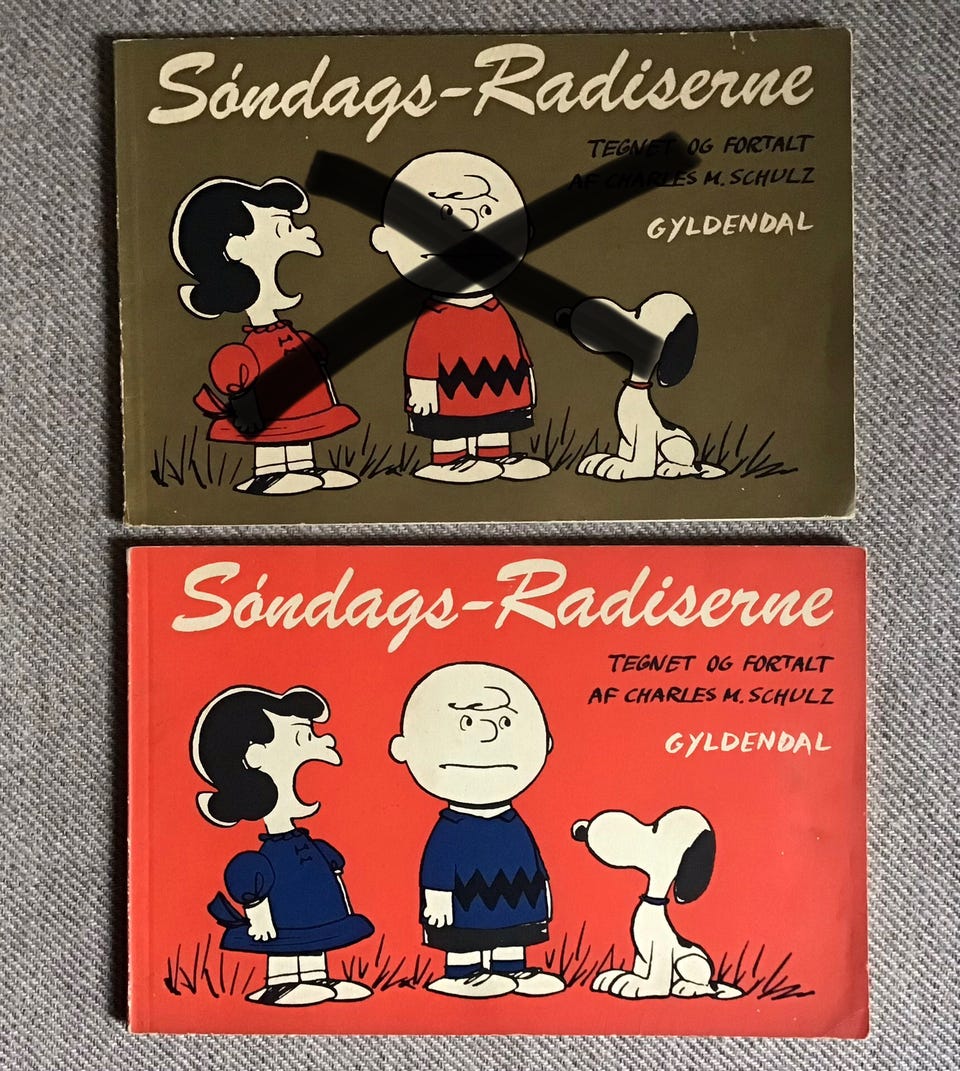 Sóndags-Radiserne
TEGNET OG FORTALT
AF CHARLES M. SCHULZ
GYLDENDAL
Sóndags-Radiserne
TEGNET OG FORTALT
AF CHARLES M. SCHULZ
GYLDENDAL